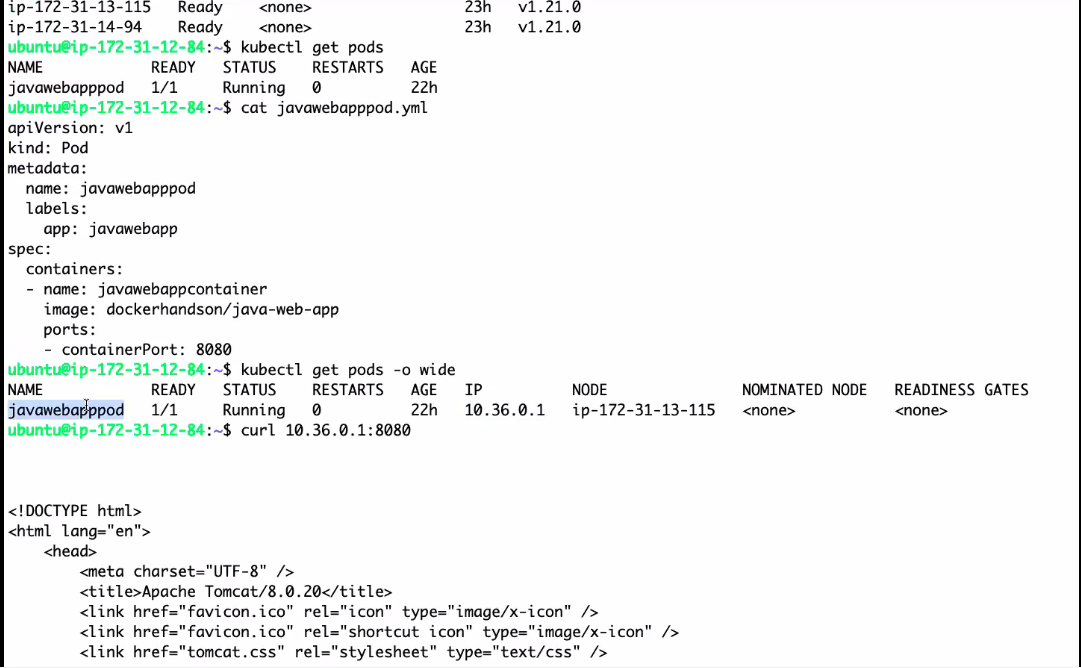 ip-172-31-13-115   Ready    <none>                 23h   v1.21.0
ip-172-31-14-94    Ready    <none>                 23h   v1.21.0
ubuntu@ip-172-31-12-84:~$ kubectl get pods
NAME            READY   STATUS    RESTARTS   AGE
javawebapppod   1/1     Running   0          22h
ubuntu@ip-172-31-12-84:~$ cat javawebapppod.yml
apiVersion: v1
kind: Pod
metadata:
  name: javawebapppod
  labels:
    app: javawebapp
spec:
  containers:
  - name: javawebappcontainer
    image: dockerhandson/java-web-app
    ports:
    - containerPort: 8080
ubuntu@ip-172-31-12-84:~$ kubectl get pods -o wide
NAME            READY   STATUS    RESTARTS   AGE   IP          NODE               NOMINATED NODE   READINESS GATES
javawebapppod   1/1     Running   0          22h   10.36.0.1   ip-172-31-13-115   <none>           <none>
ubuntu@ip-172-31-12-84:~$ curl 10.36.0.1:8080
<!DOCTYPE html>
<html lang="en">
    <head>
        <meta charset="UTF-8" />
        <title>Apache Tomcat/8.0.20</title>
        <link href="favicon.ico" rel="icon" type="image/x-icon" />
        <link href="favicon.ico" rel="shortcut icon" type="image/x-icon" />
        <link href="tomcat.css" rel="stylesheet" type="text/css" />